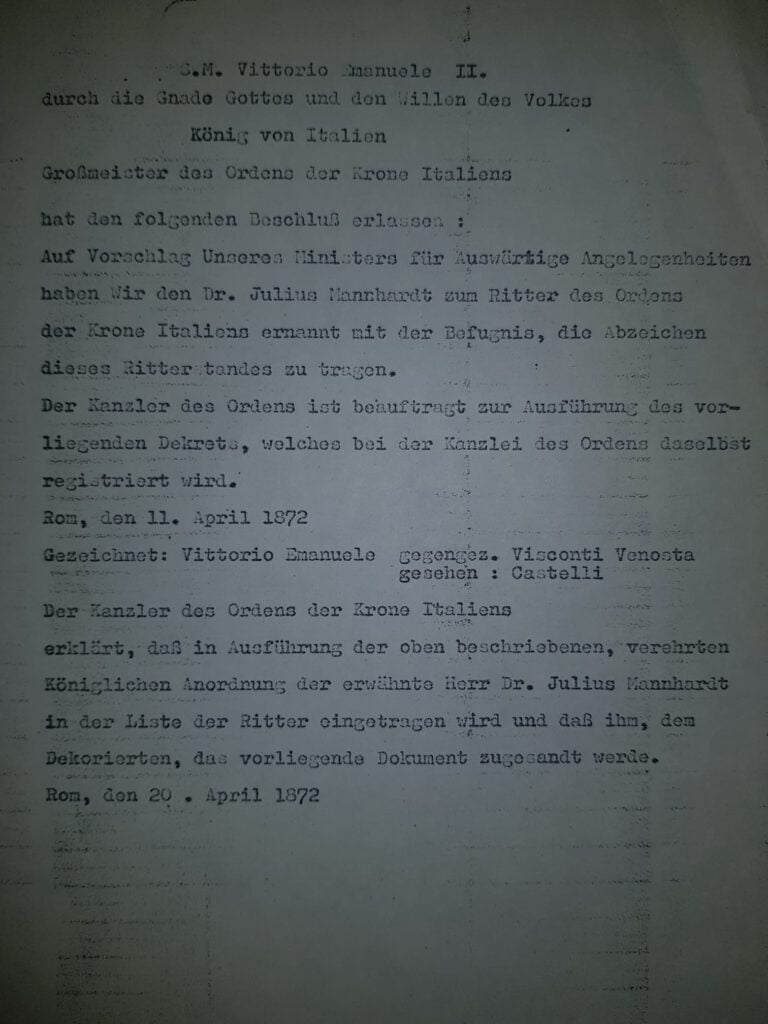 S.M. Vittorio Emanuele II.
durch die Gnade Gottes und den Willen des Volkes
König von Italien
Großmeister des Ordens der Krone Italiens
hat den folgenden Beschluß erlassen :
Auf Vorschlag Unseres Ministers für Auswärtige Angelegenheiten
haben Wir den Dr. Julius Mannhardt zum Ritter des Ordens
der Krone Italiens ernannt mit der Befugnis, die Abzeichen
dieses Ritterstandes zu tragen.
Der Kanzler des Ordens ist beauftragt zur Ausführung des vor-
liegenden Dekrets, welches bei der Kanzlei des Ordens daselbst
registriert wird.
Rom, den 11. April 1872
Gezeichnet: Vittorio Emanuele gegengez. Visconti Venosta
gesehen : Castelli
Der Kanzler des Ordens der Krone Italiens
erklärt, daß in Ausführung der oben beschriebenen, verehrten
Königlichen Anordnung der erwähnte Herr Dr. Julius Mannhardt
in der Liste der Ritter eingetragen wird und daß ihm, dem
Dekorierten, das vorliegende Dokument zugesandt werde.
Rom, den 20 . April 1872